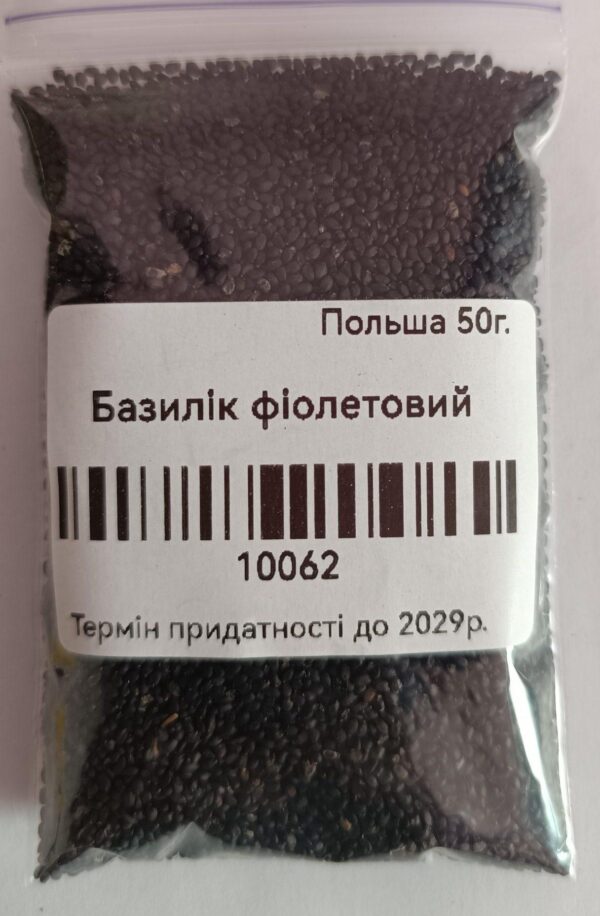 Польша 50г.
Базилік фіолетовий
10062
Термін придатності до 2029р.